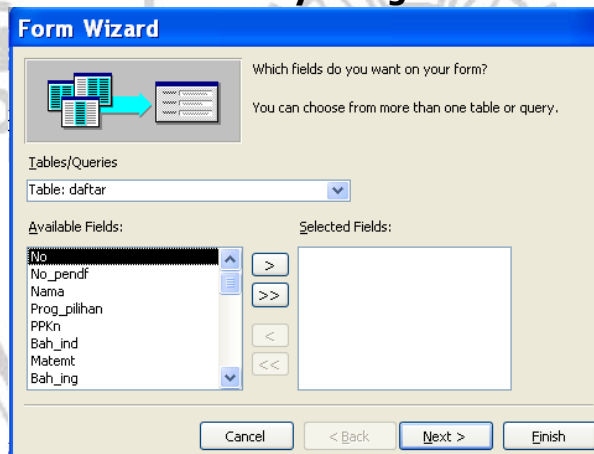 Form Wizard
Which fields do you want on your form?
You can choose from more than one table or query.
Tables/Queries
Table: daftar
Available Fields:
Selected Fields:
No
No_pendf
Nama
Prog_pilihan
PPKn
Bah_ind
Matemt
Bah_ing
>
>>
<
<<
Cancel
< Back
Next >
Finish